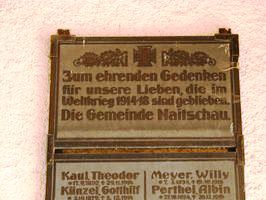 Zum ehrenden Gedenken
für unsere Lieben, die im
Weltkrieg 1914-18 sind geblieben.
Die Gemeinde Naitschau.
Kaul Theodor
Meyer, Willy
Künzel Gotthilf
Perthel Albin